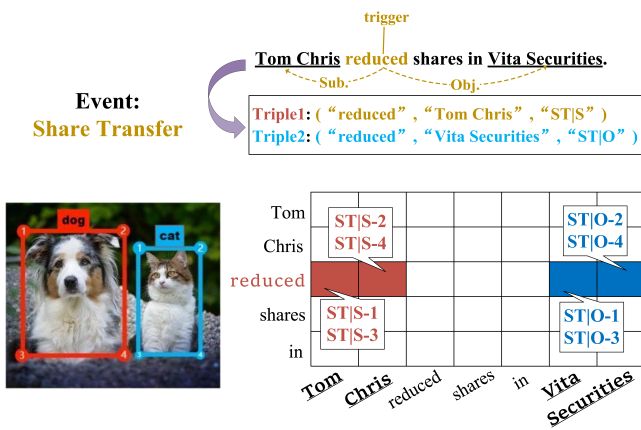 trigger
Tom Chris reduced shares in Vita Securities.
Sub. Obj.
Event:
Share Transfer
Triple1: ( “reduced” , “Tom Chris” , “ST|S” )
Triple2: ( “reduced” , “Vita Securities” , “ST|O” )
dog
1 2
3 4
cat
1 2
3 4
Tom
Chris
reduced
shares
in
ST|S-2
ST|S-4
ST|S-1
ST|S-3
ST|O-2
ST|O-4
ST|O-1
ST|O-3
Tom
Chris
reduced
shares
in
Vita
Securities